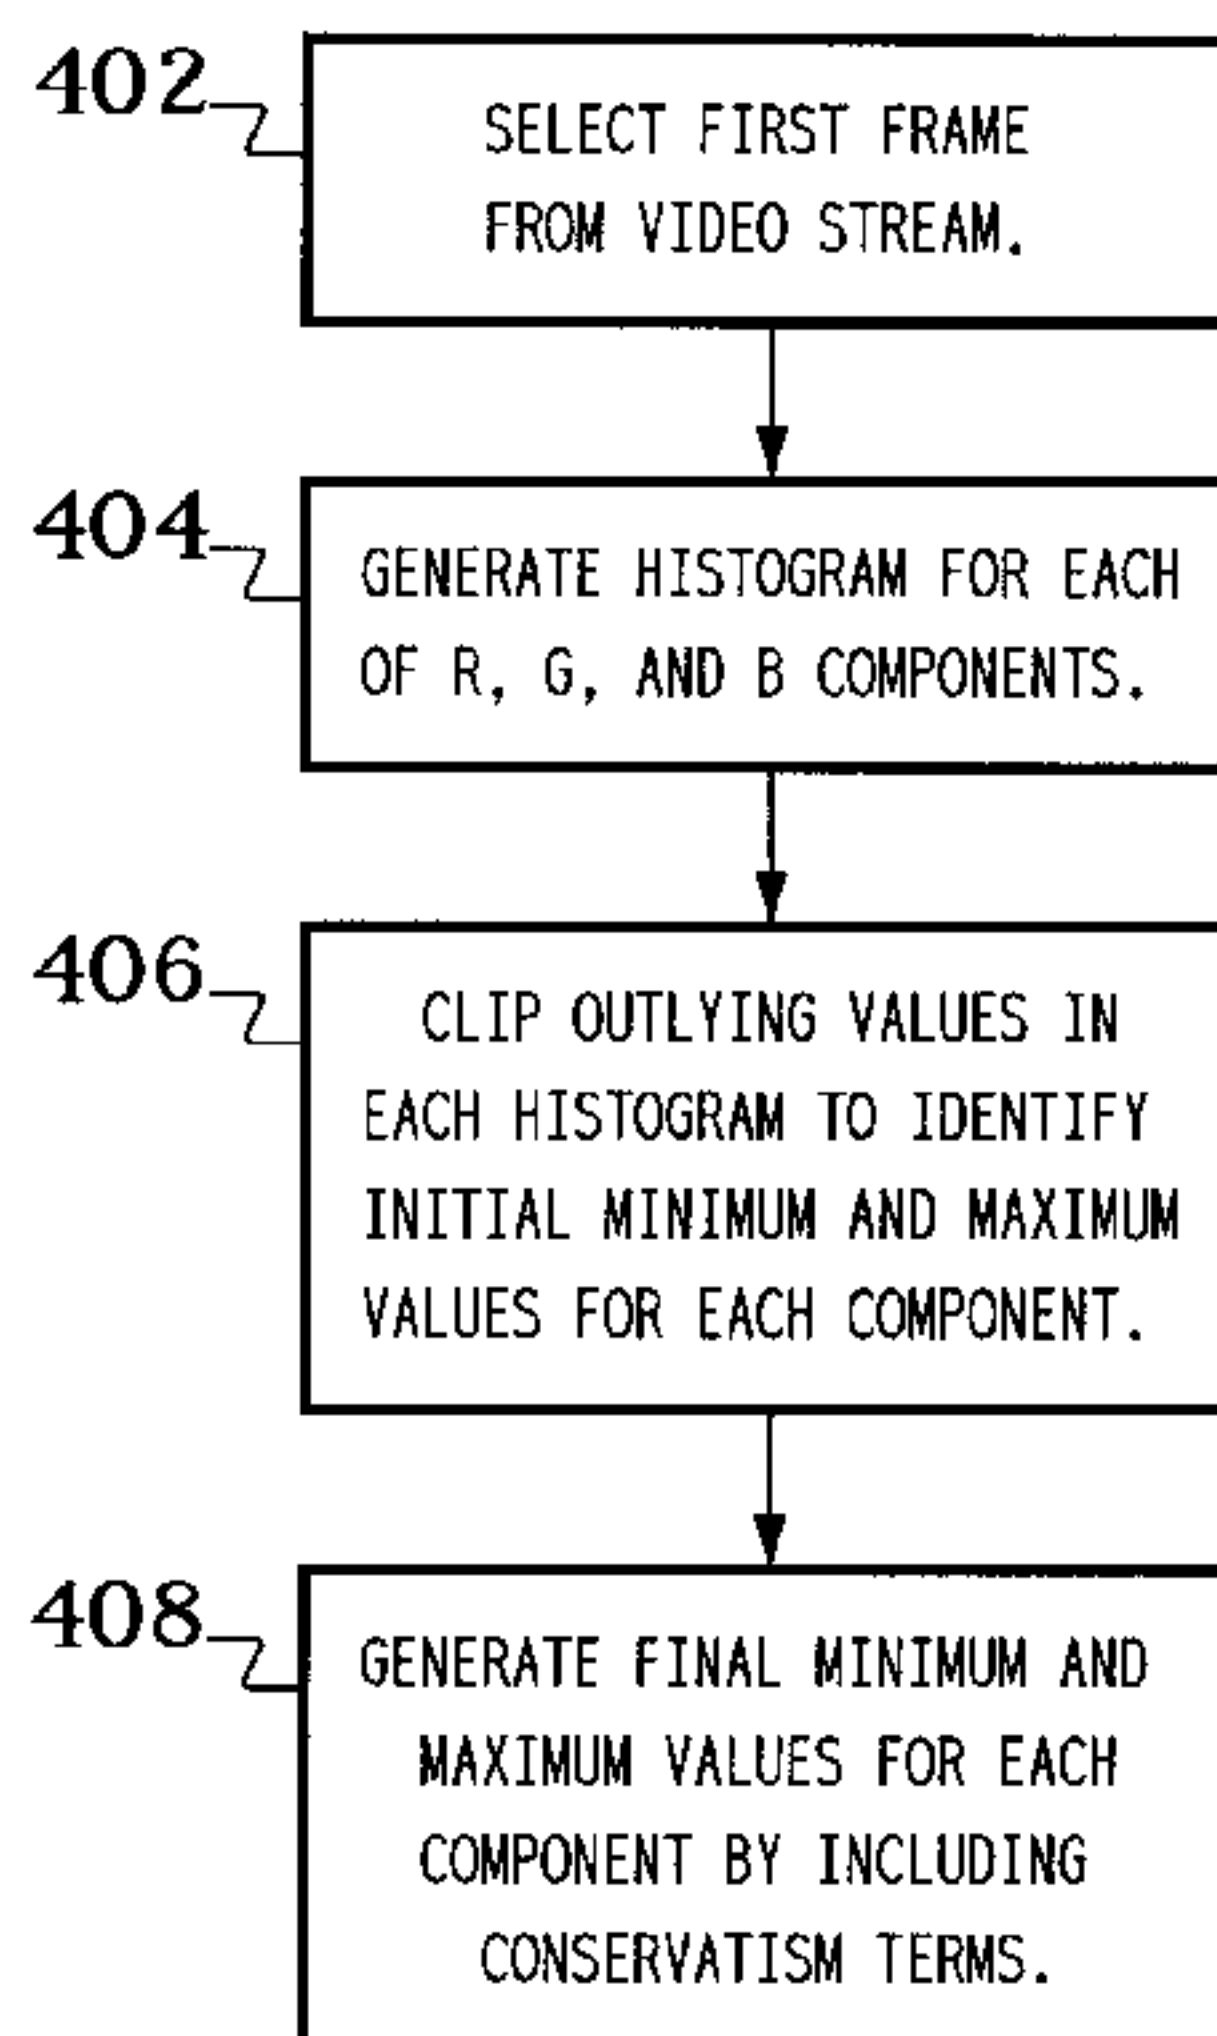 402
SELECT FIRST FRAME
FROM VIDEO STREAM.
404
GENERATE HISTOGRAM FOR EACH
OF R, G, AND B COMPONENTS.
406
CLIP OUTLYING VALUES IN
EACH HISTOGRAM TO IDENTIFY
INITIAL MINIMUM AND MAXIMUM
VALUES FOR EACH COMPONENT.
408
GENERATE FINAL MINIMUM AND
MAXIMUM VALUES FOR EACH
COMPONENT BY INCLUDING
CONSERVATISM TERMS.